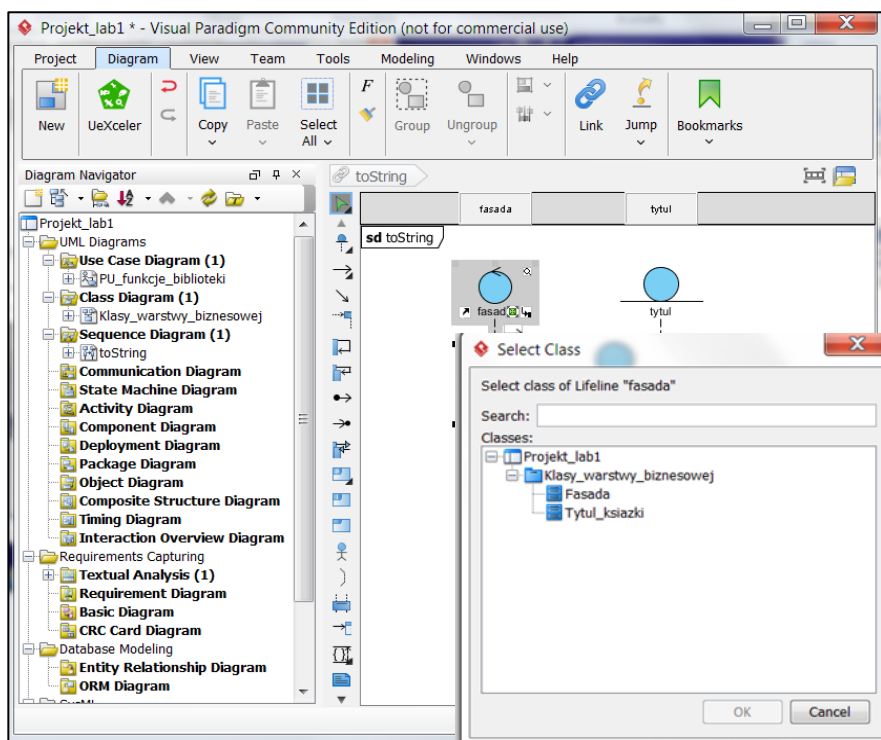 Projekt_lab1 * - Visual Paradigm Community Edition (not for commercial use)
Project Diagram View Team Tools Modeling Windows Help
New UeXceler Copy Paste Select All F Group Ungroup Link Jump Bookmarks
Diagram Navigator
Projekt_lab1
UML Diagrams
Use Case Diagram (1)
PU_funkcje_biblioteki
Class Diagram (1)
Klasy_warstwy_biznesowej
Sequence Diagram (1)
toString
Communication Diagram
State Machine Diagram
Activity Diagram
Component Diagram
Deployment Diagram
Package Diagram
Object Diagram
Composite Structure Diagram
Timing Diagram
Interaction Overview Diagram
Requirements Capturing
Textual Analysis (1)
Requirement Diagram
Basic Diagram
CRC Card Diagram
Database Modeling
Entity Relationship Diagram
ORM Diagram
toString
fasada tytul
sd toString
fasad tytul
Select Class
Select class of Lifeline "fasada"
Search:
Classes:
Projekt_lab1
Klasy_warstwy_biznesowej
Fasada
Tytul_ksiazki
OK Cancel